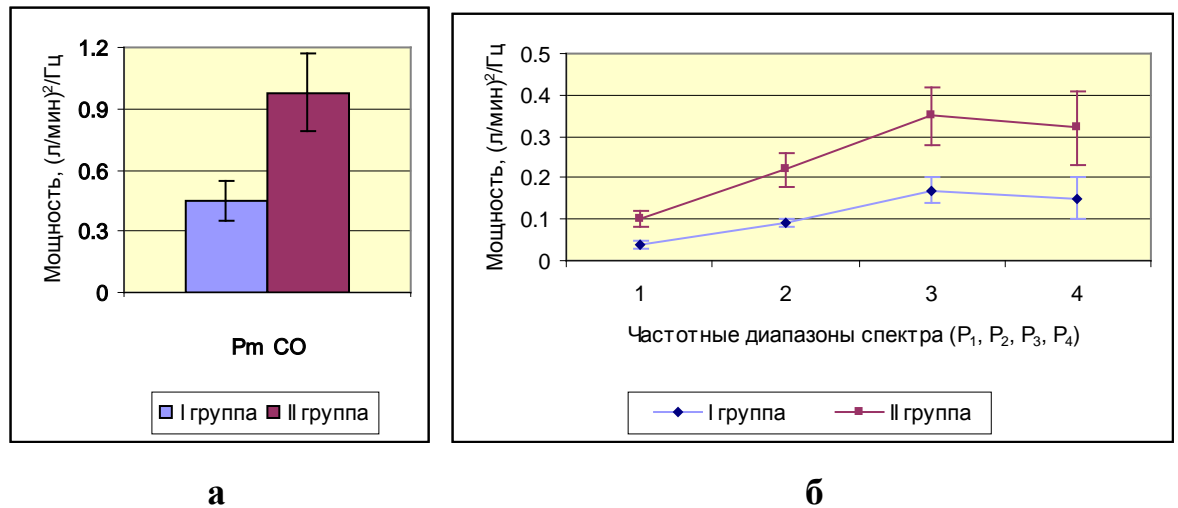 Мощность, (л/мин)²/Гц
1.2
0.9
0.6
0.3
0
Pm CO
I группа II группа
а
Мощность, (л/мин)²/Гц
0.5
0.4
0.3
0.2
0.1
0
1 2 3 4
Частотные диапазоны спектра (P₁, P₂, P₃, P₄)
I группа II группа
б